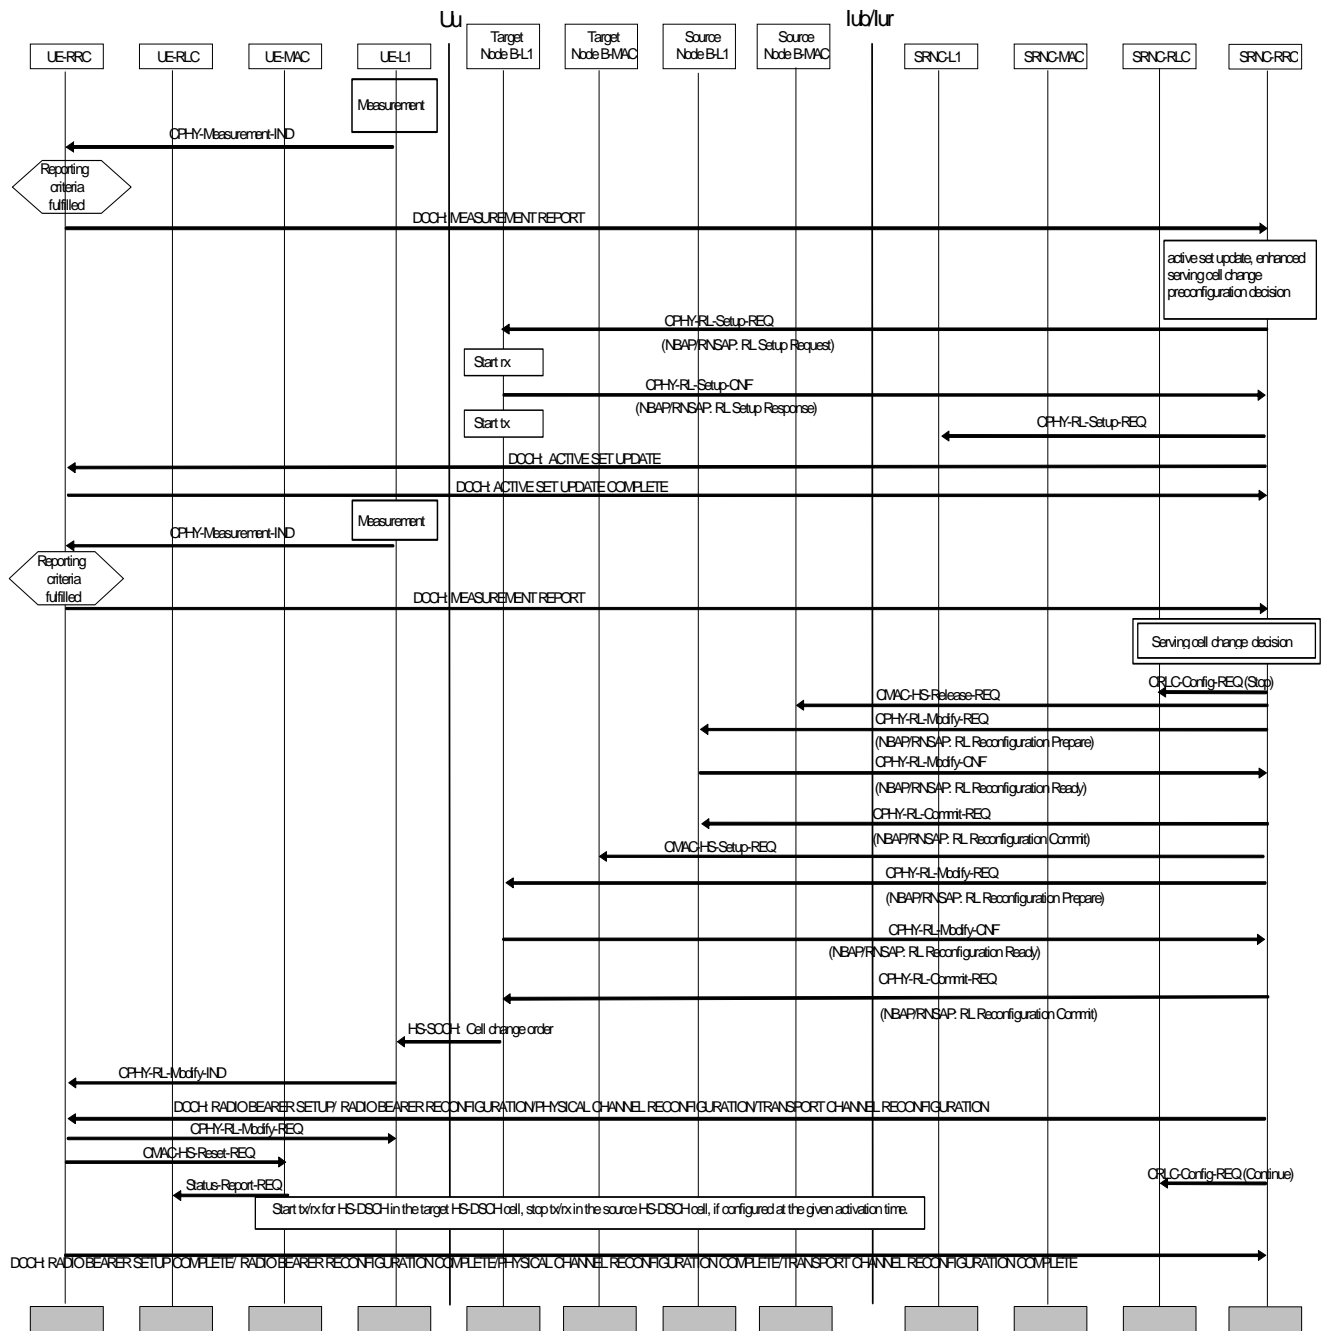 Uu
Iub/Iur
UE-RRC
UE-RLC
UE-MAC
UE-L1
Target
Node B-L1
Target
Node B-MAC
Source
Node B-L1
Source
Node B-MAC
SRNC-L1
SRNC-MAC
SRNC-RLC
SRNC-RRC
Measurement
CPHY-Measurement-IND
Reporting
criteria
fulfilled
DCCH: MEASUREMENT REPORT
active set update, enhanced
serving cell change
preconfiguration decision
CPHY-RL-Setup-REQ
(NBAP/RNSAP: RL Setup Request)
Start rx
CPHY-RL-Setup-CNF
(NBAP/RNSAP: RL Setup Response)
Start tx
CPHY-RL-Setup-REQ
DCCH: ACTIVE SET UPDATE
DCCH: ACTIVE SET UPDATE COMPLETE
Measurement
CPHY-Measurement-IND
Reporting
criteria
fulfilled
DCCH: MEASUREMENT REPORT
Serving cell change decision
CRLC-Config-REQ (Stop)
CMAC-HS-Release-REQ
CPHY-RL-Modify-REQ
(NBAP/RNSAP: RL Reconfiguration Prepare)
CPHY-RL-Modify-CNF
(NBAP/RNSAP: RL Reconfiguration Ready)
CPHY-RL-Commit-REQ
(NBAP/RNSAP: RL Reconfiguration Commit)
CMAC-HS-Setup-REQ
CPHY-RL-Modify-REQ
(NBAP/RNSAP: RL Reconfiguration Prepare)
CPHY-RL-Modify-CNF
(NBAP/RNSAP: RL Reconfiguration Ready)
CPHY-RL-Commit-REQ
(NBAP/RNSAP: RL Reconfiguration Commit)
HS-SCCH: Cell change order
CPHY-RL-Modify-IND
DCCH: RADIO BEARER SETUP/ RADIO BEARER RECONFIGURATION/PHYSICAL CHANNEL RECONFIGURATION/TRANSPORT CHANNEL RECONFIGURATION
CPHY-RL-Modify-REQ
CMAC-HS-Reset-REQ
Status-Report-REQ
CRLC-Config-REQ (Continue)
Start tx/rx for HS-DSCH in the target HS-DSCH cell, stop tx/rx in the source HS-DSCH cell, if configured at the given activation time.
DCCH: RADIO BEARER SETUP COMPLETE/ RADIO BEARER RECONFIGURATION COMPLETE/PHYSICAL CHANNEL RECONFIGURATION COMPLETE/TRANSPORT CHANNEL RECONFIGURATION COMPLETE